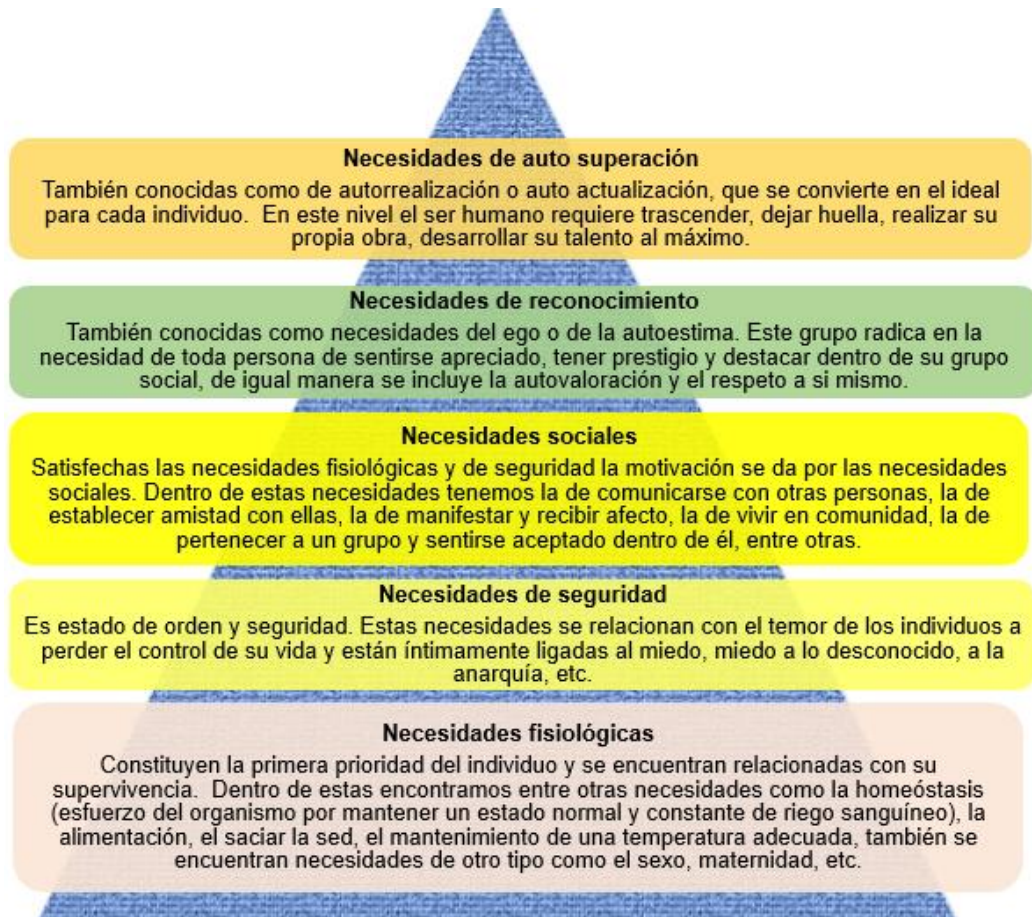 Necesidades de auto superación
También conocidas como de autorrealización o auto actualización, que se convierte en el ideal
para cada individuo.  En este nivel el ser humano requiere trascender, dejar huella, realizar su
propia obra, desarrollar su talento al máximo.
Necesidades de reconocimiento
También conocidas como necesidades del ego o de la autoestima. Este grupo radica en la
necesidad de toda persona de sentirse apreciado, tener prestigio y destacar dentro de su grupo
social, de igual manera se incluye la autovaloración y el respeto a si mismo.
Necesidades sociales
Satisfechas las necesidades fisiológicas y de seguridad la motivación se da por las necesidades
sociales. Dentro de estas necesidades tenemos la de comunicarse con otras personas, la de
establecer amistad con ellas, la de manifestar y recibir afecto, la de vivir en comunidad, la de
pertenecer a un grupo y sentirse aceptado dentro de él, entre otras.
Necesidades de seguridad
Es estado de orden y seguridad. Estas necesidades se relacionan con el temor de los individuos a
perder el control de su vida y están íntimamente ligadas al miedo, miedo a lo desconocido, a la
anarquía, etc.
Necesidades fisiológicas
Constituyen la primera prioridad del individuo y se encuentran relacionadas con su
supervivencia.  Dentro de estas encontramos entre otras necesidades como la homeóstasis
(esfuerzo del organismo por mantener un estado normal y constante de riego sanguíneo), la
alimentación, el saciar la sed, el mantenimiento de una temperatura adecuada, también se
encuentran necesidades de otro tipo como el sexo, maternidad, etc.